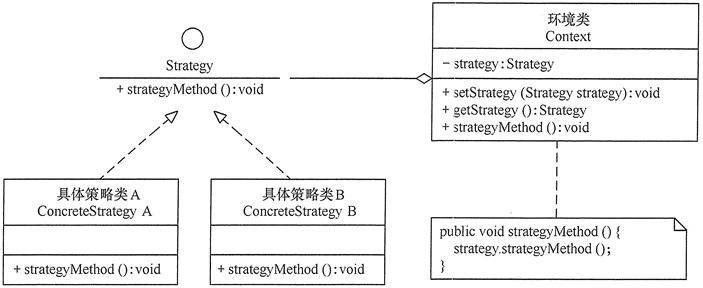 Strategy
+ strategyMethod ( ): void
环境类
Context
− strategy: Strategy
+ setStrategy (Strategy strategy): void
+ getStrategy ( ): Strategy
+ strategyMethod ( ): void
具体策略类A
ConcreteStrategy A
+ strategyMethod ( ): void
具体策略类B
ConcreteStrategy B
+ strategyMethod ( ): void
public void strategyMethod ( ) {
strategy.strategyMethod ( );
}